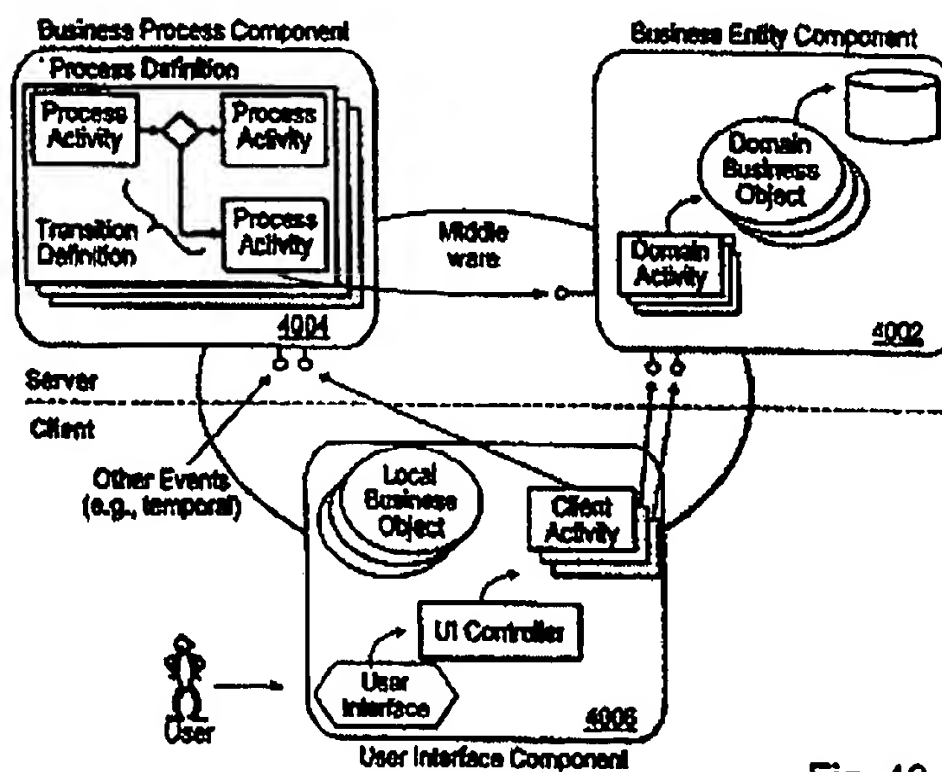 Business Process Component
Process Definition
Process
Activity
Process
Activity
Transition
Definition
Process
Activity
4004
Middle
ware
Business Entity Component
Domain
Business
Object
Domain
Activity
4002
Server
Client
Other Events
(e.g., temporal)
Local
Business
Object
Client
Activity
UI Controller
User
Interface
4006
User
User Interface Component